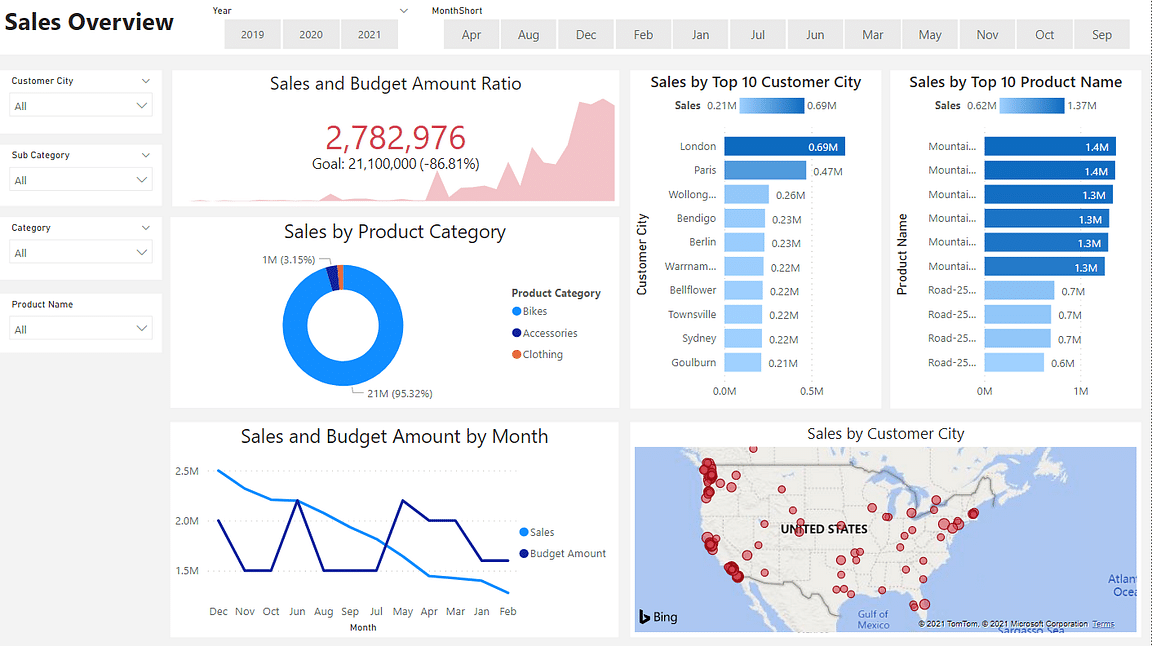 Sales Overview
Year
2019 2020 2021
MonthShort
Apr Aug Dec Feb Jan Jul Jun Mar May Nov Oct Sep
Customer City
All
Sub Category
All
Category
All
Product Name
All
Sales and Budget Amount Ratio
2,782,976
Goal: 21,100,000 (-86.81%)
Sales by Product Category
1M (3.15%)
21M (95.32%)
Product Category
Bikes
Accessories
Clothing
Sales by Top 10 Customer City
Sales 0.21M 0.69M
Customer City
London 0.69M
Paris 0.47M
Wollong... 0.26M
Bendigo 0.23M
Berlin 0.23M
Warrnam... 0.22M
Bellflower 0.22M
Townsville 0.22M
Sydney 0.22M
Goulburn 0.21M
0.0M 0.5M
Sales by Top 10 Product Name
Sales 0.62M 1.37M
Product Name
Mountai... 1.4M
Mountai... 1.4M
Mountai... 1.3M
Mountai... 1.3M
Mountai... 1.3M
Mountai... 1.3M
Road-25... 0.7M
Road-25... 0.7M
Road-25... 0.7M
Road-25... 0.6M
0M 1M
Sales and Budget Amount by Month
2.5M
2.0M
1.5M
Dec Nov Oct Jun Aug Sep Jul May Apr Mar Jan Feb
Month
Sales
Budget Amount
Sales by Customer City
UNITED STATES
Atlan
Ocea
Gulf of
Mexico
Bing
© 2021 TomTom, © 2021 Microsoft Corporation Terms
Sargasso Sea